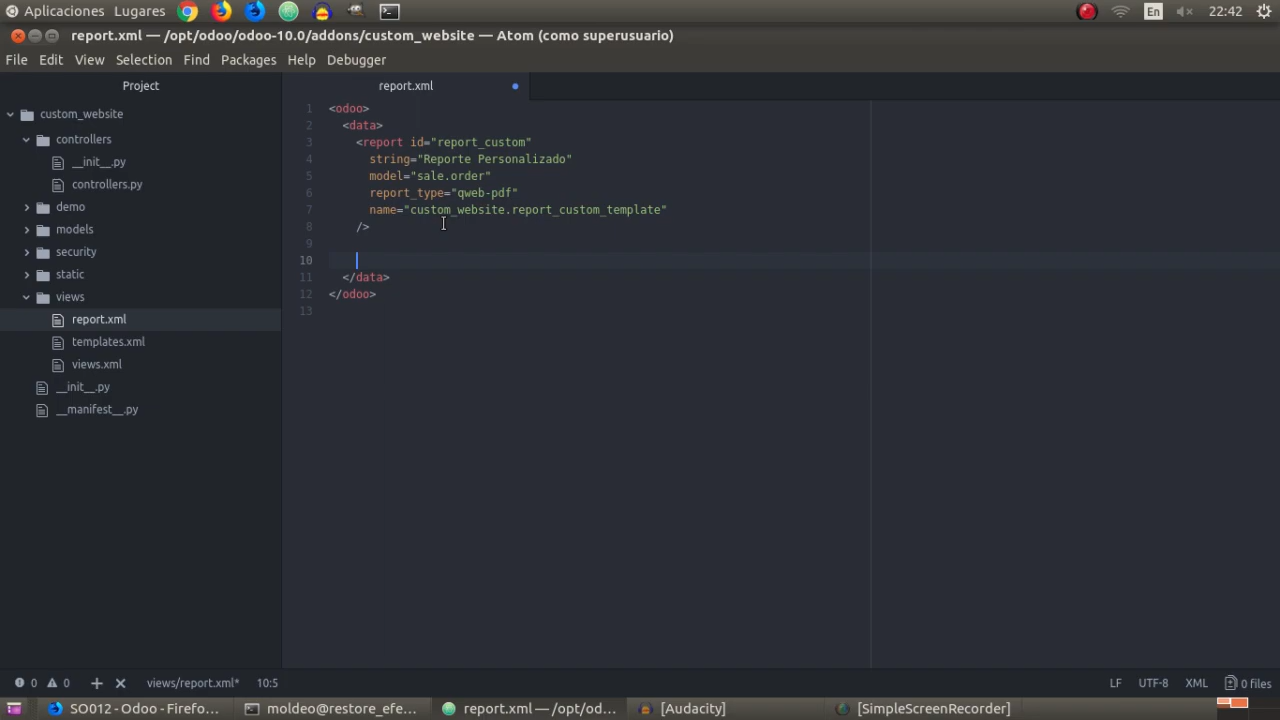 Aplicaciones Lugares En 22:42
report.xml — /opt/odoo/odoo-10.0/addons/custom_website — Atom (como superusuario)
File Edit View Selection Find Packages Help Debugger
Project
report.xml
custom_website
controllers
__init__.py
controllers.py
demo
models
security
static
views
report.xml
templates.xml
views.xml
__init__.py
__manifest__.py
1 <odoo>
2 <data>
3 <report id="report_custom"
4 string="Reporte Personalizado"
5 model="sale.order"
6 report_type="qweb-pdf"
7 name="custom_website.report_custom_template"
8 />
9
10
11 </data>
12 </odoo>
13
0 0 views/report.xml* 10:5 LF UTF-8 XML 0 files
SO012 - Odoo - Firefo... moldeo@restore_efe... report.xml — /opt/od... [Audacity] [SimpleScreenRecorder]